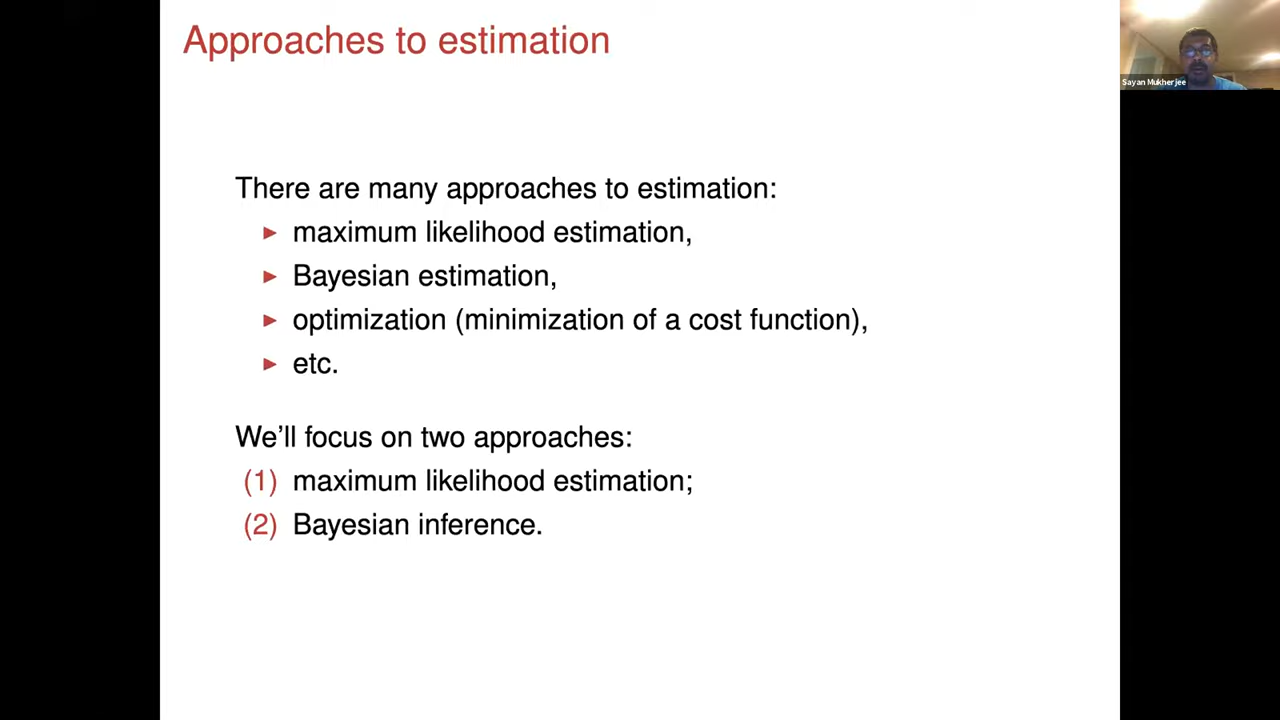 Approaches to estimation
Sayan Mukherjee
There are many approaches to estimation:
▶ maximum likelihood estimation,
▶ Bayesian estimation,
▶ optimization (minimization of a cost function),
▶ etc.
We'll focus on two approaches:
(1) maximum likelihood estimation;
(2) Bayesian inference.